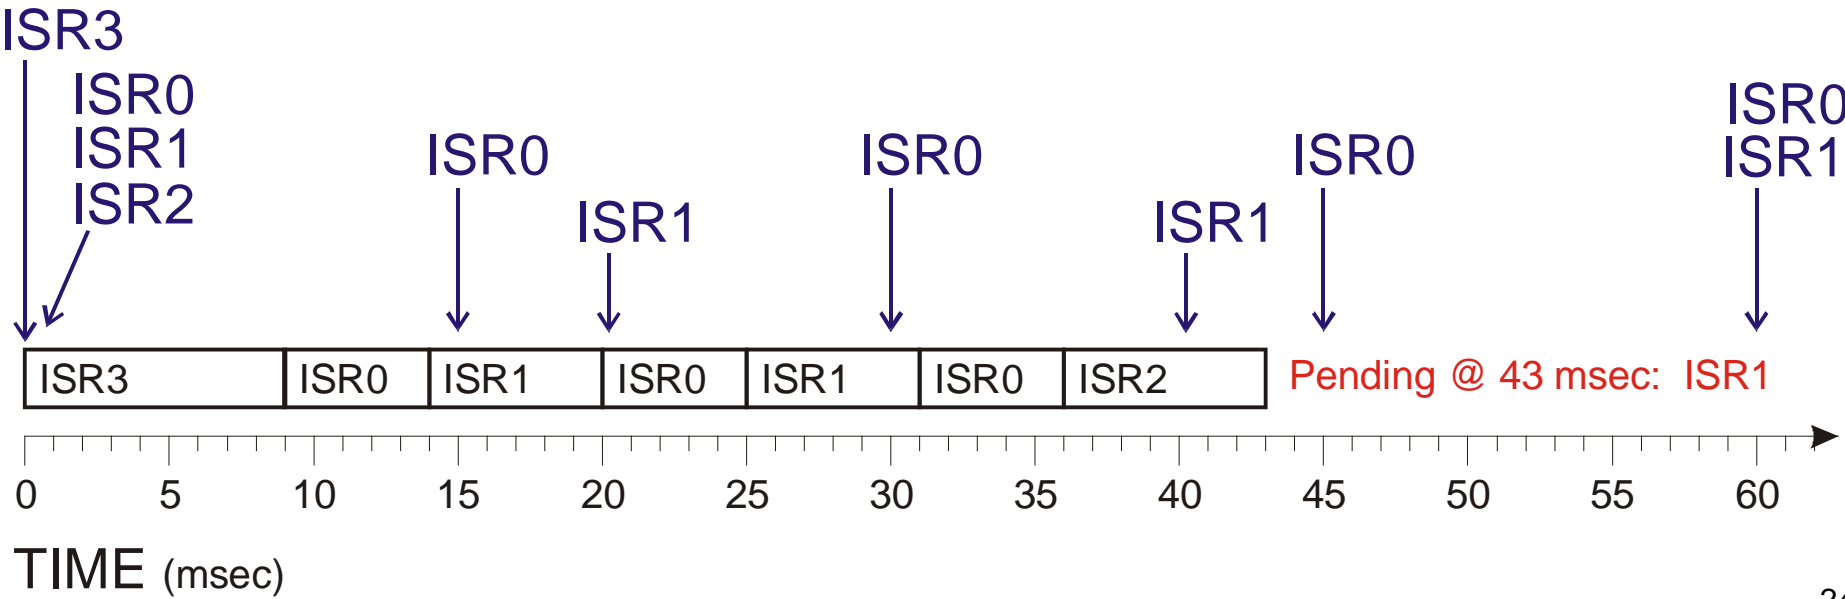 ISR3
ISR0
ISR1
ISR2
ISR0
ISR1
ISR0
ISR1
ISR0
ISR0
ISR1
ISR3 ISR0 ISR1 ISR0 ISR1 ISR0 ISR2 Pending @ 43 msec: ISR1
0 5 10 15 20 25 30 35 40 45 50 55 60
TIME (msec)